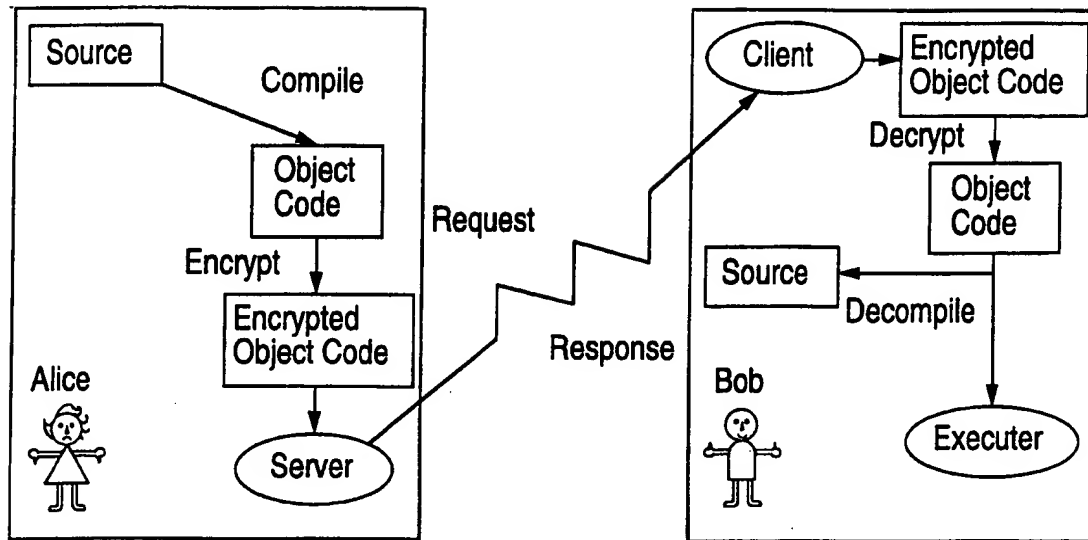 Source
Compile
Object
Code
Encrypt
Encrypted
Object Code
Alice
Server
Request
Response
Client
Encrypted
Object Code
Decrypt
Object
Code
Source
Decompile
Bob
Executer